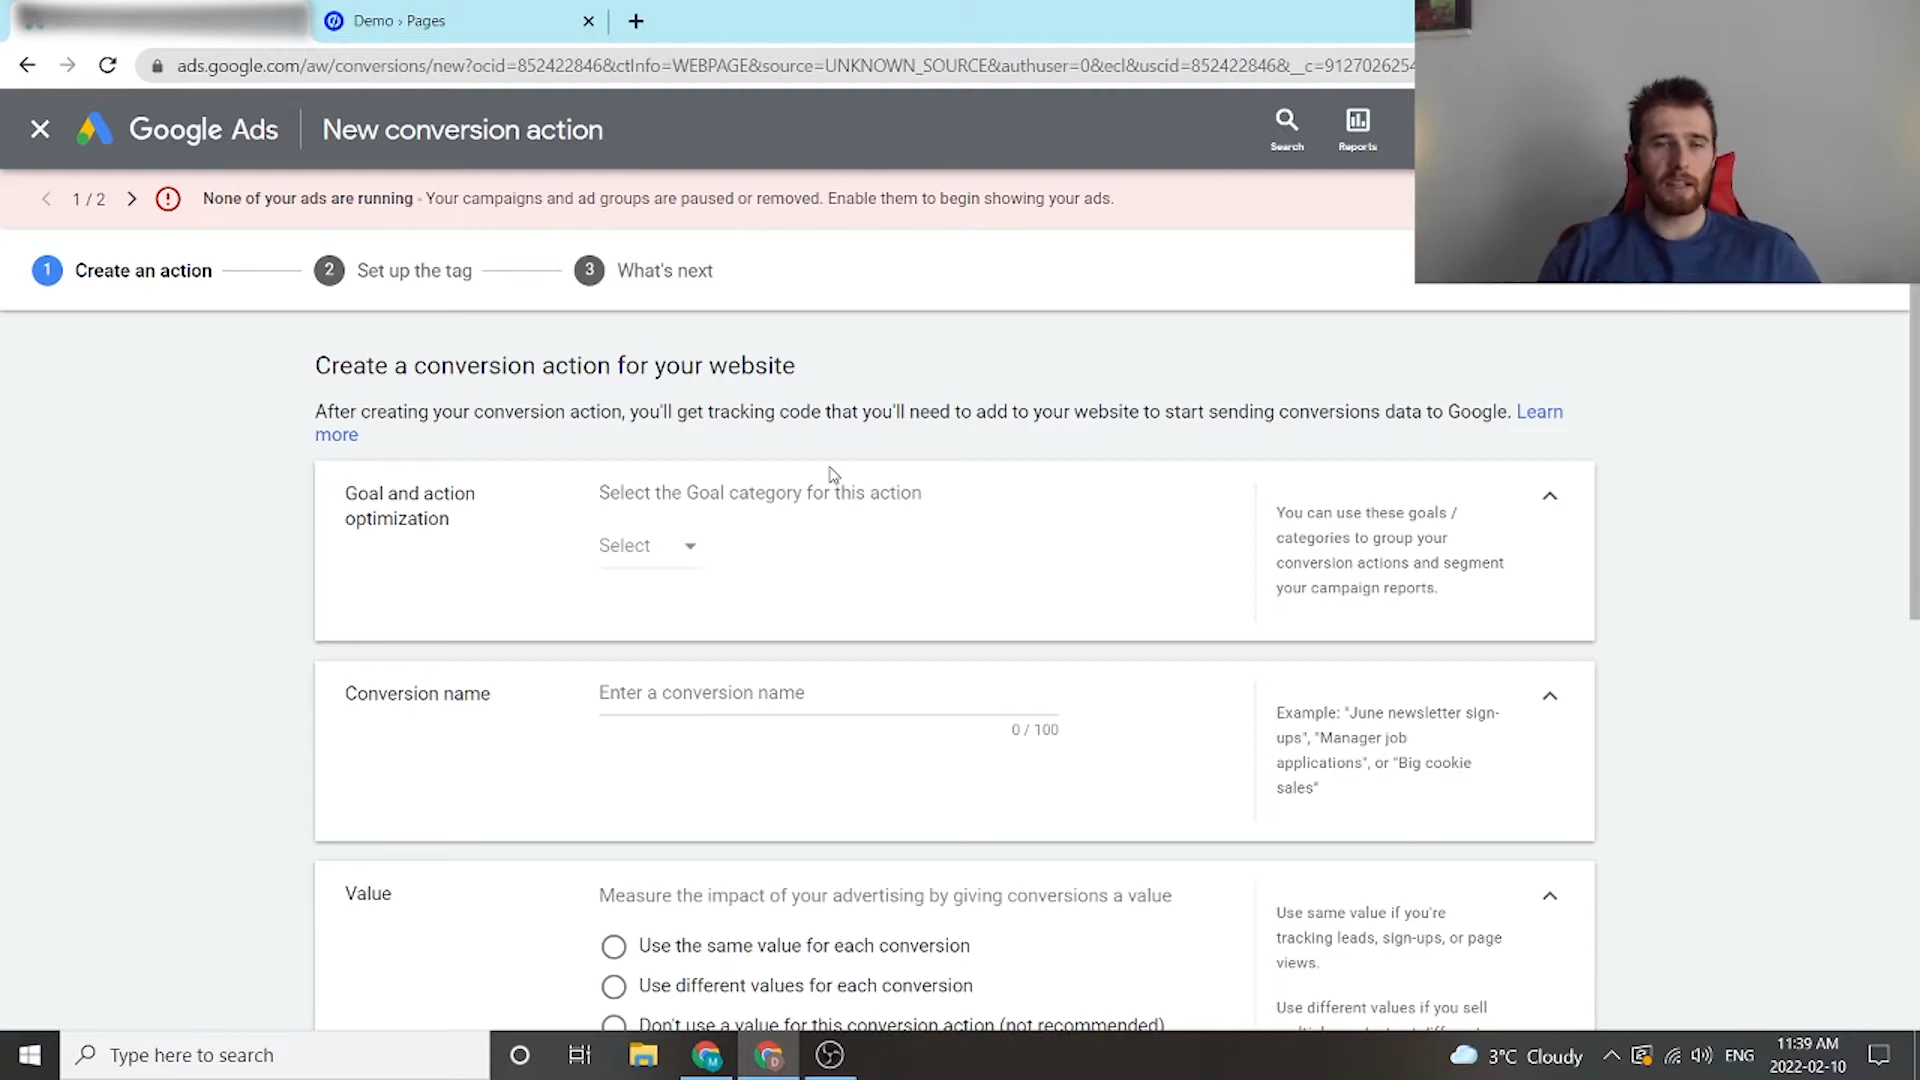 Demo › Pages
ads.google.com/aw/conversions/new?ocid=852422846&ctInfo=WEBPAGE&source=UNKNOWN_SOURCE&authuser=0&ecl&uscid=852422846&__c=9127026254
Google Ads
New conversion action
Search
Reports
1 / 2
None of your ads are running - Your campaigns and ad groups are paused or removed. Enable them to begin showing your ads.
1 Create an action
2 Set up the tag
3 What's next
Create a conversion action for your website
After creating your conversion action, you'll get tracking code that you'll need to add to your website to start sending conversions data to Google. Learn
more
Goal and action
optimization
Select the Goal category for this action
Select
You can use these goals /
categories to group your
conversion actions and segment
your campaign reports.
Conversion name
Enter a conversion name
0 / 100
Example: "June newsletter sign-
ups", "Manager job
applications", or "Big cookie
sales"
Value
Measure the impact of your advertising by giving conversions a value
Use the same value for each conversion
Use different values for each conversion
Don't use a value for this conversion action (not recommended)
Use same value if you're
tracking leads, sign-ups, or page
views.
Use different values if you sell
Type here to search
M
D
3°C Cloudy
ENG
11:39 AM
2022-02-10